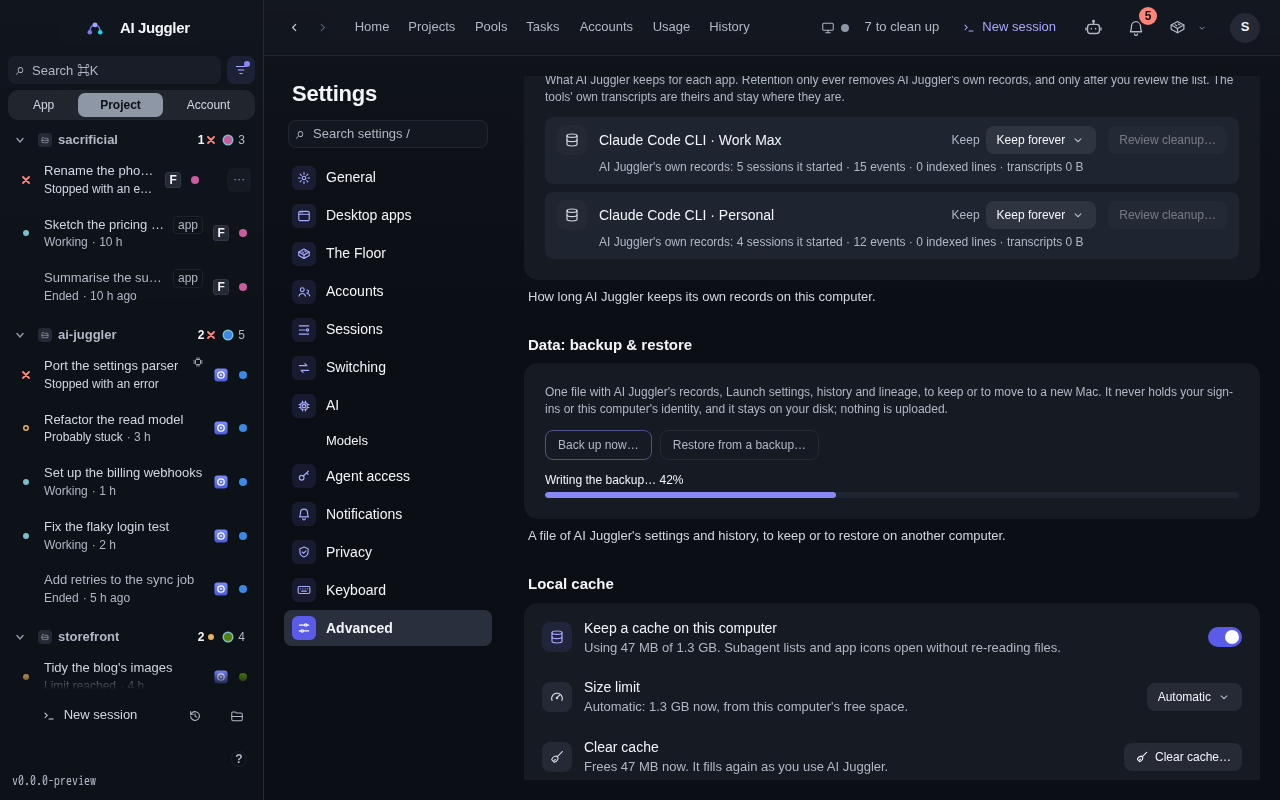 AI Juggler
Search ⌘K
App
Project
Account
sacrificial
1
3
Rename the pho…
Stopped with an e…
F
Sketch the pricing …
app
Working · 10 h
F
Summarise the su…
app
Ended · 10 h ago
F
ai-juggler
2
5
Port the settings parser
Stopped with an error
Refactor the read model
Probably stuck · 3 h
Set up the billing webhooks
Working · 1 h
Fix the flaky login test
Working · 2 h
Add retries to the sync job
Ended · 5 h ago
storefront
2
4
Tidy the blog's images
Limit reached · 4 h
New session
?
v0.0.0-preview
Home
Projects
Pools
Tasks
Accounts
Usage
History
7 to clean up
New session
5
S
Settings
Search settings /
General
Desktop apps
The Floor
Accounts
Sessions
Switching
AI
Models
Agent access
Notifications
Privacy
Keyboard
Advanced
What AI Juggler keeps for each app. Retention only ever removes AI Juggler's own records, and only after you review the list. The
tools' own transcripts are theirs and stay where they are.
Claude Code CLI · Work Max
Keep
Keep forever
Review cleanup…
AI Juggler's own records: 5 sessions it started · 15 events · 0 indexed lines · transcripts 0 B
Claude Code CLI · Personal
Keep
Keep forever
Review cleanup…
AI Juggler's own records: 4 sessions it started · 12 events · 0 indexed lines · transcripts 0 B
How long AI Juggler keeps its own records on this computer.
Data: backup & restore
One file with AI Juggler's records, Launch settings, history and lineage, to keep or to move to a new Mac. It never holds your sign-
ins or this computer's identity, and it stays on your disk; nothing is uploaded.
Back up now…
Restore from a backup…
Writing the backup… 42%
A file of AI Juggler's settings and history, to keep or to restore on another computer.
Local cache
Keep a cache on this computer
Using 47 MB of 1.3 GB. Subagent lists and app icons open without re-reading files.
Size limit
Automatic: 1.3 GB now, from this computer's free space.
Automatic
Clear cache
Frees 47 MB now. It fills again as you use AI Juggler.
Clear cache…